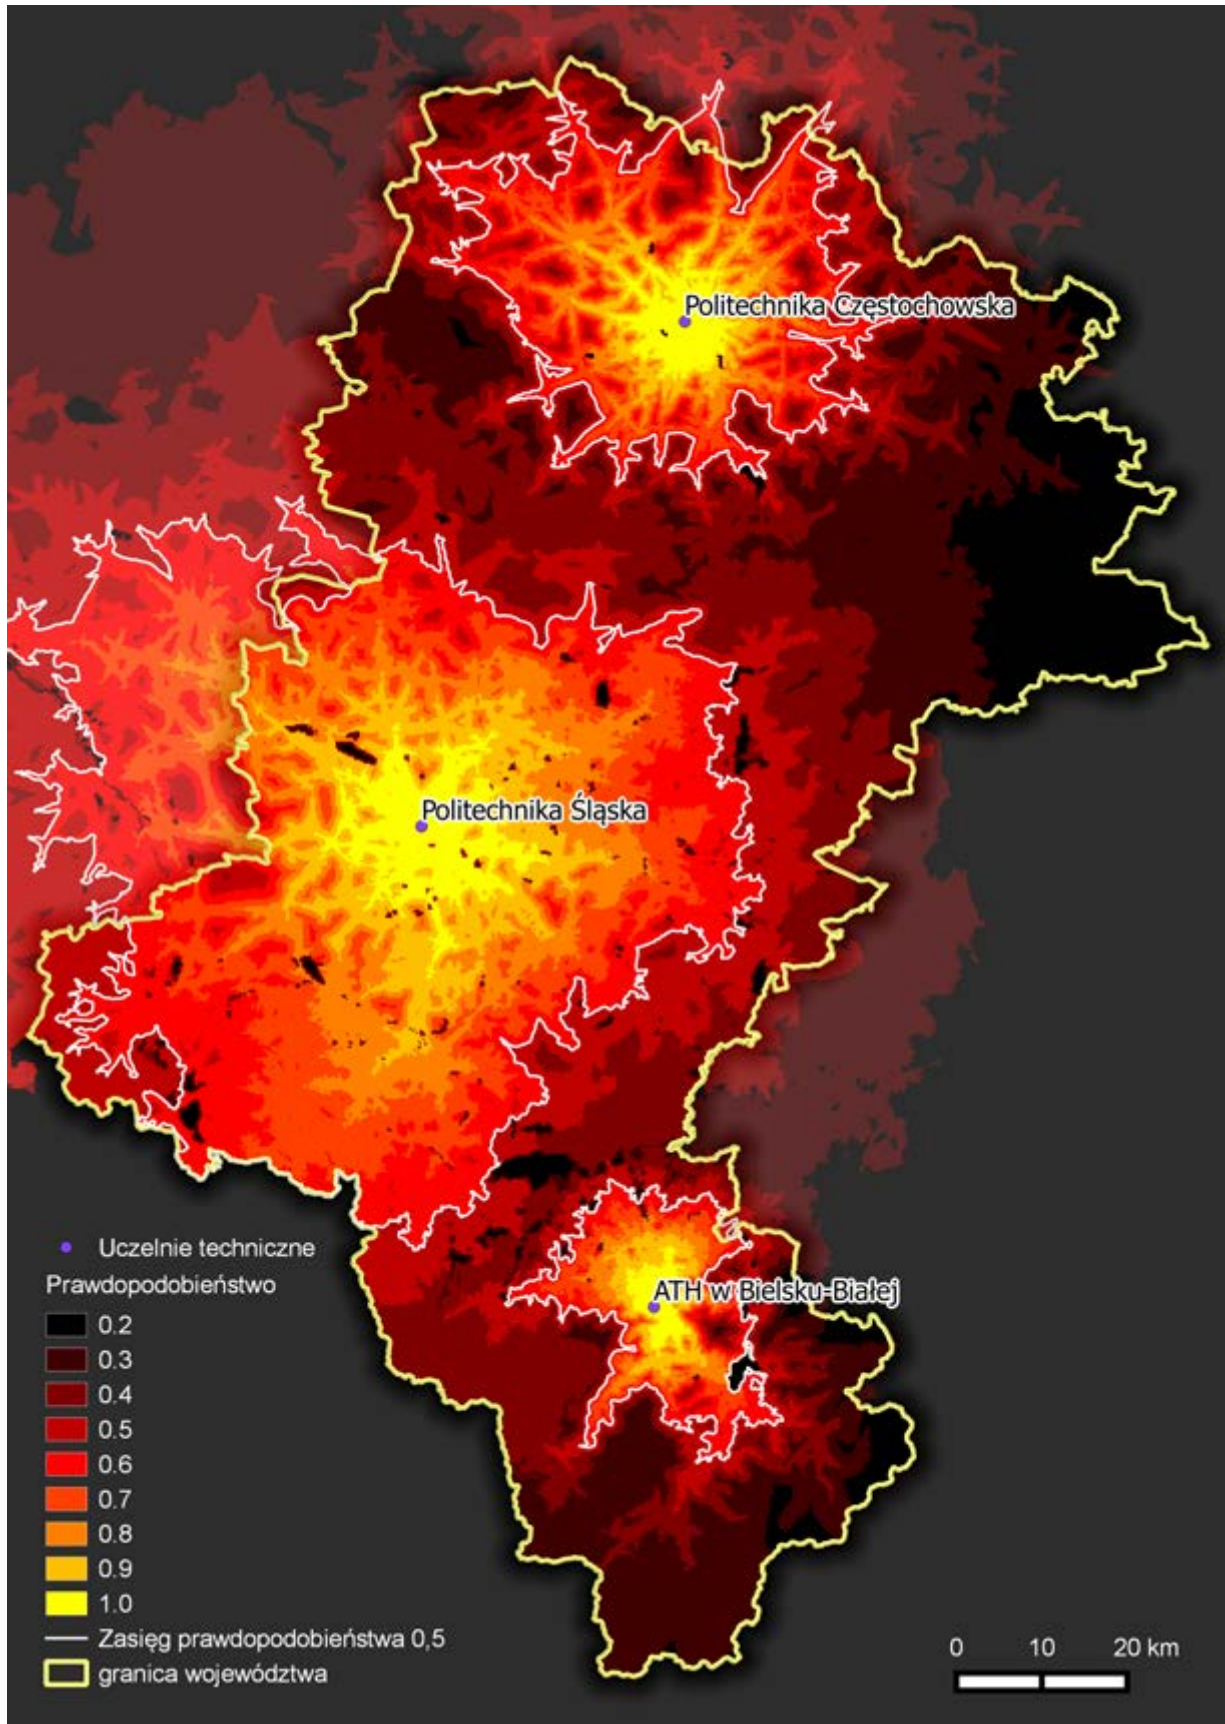 Politechnika Częstochowska
Politechnika Śląska
ATH w Bielsku-Białej
Uczelnie techniczne
Prawdopodobieństwo
0.2
0.3
0.4
0.5
0.6
0.7
0.8
0.9
1.0
Zasięg prawdopodobieństwa 0,5
granica województwa
0 10 20 km